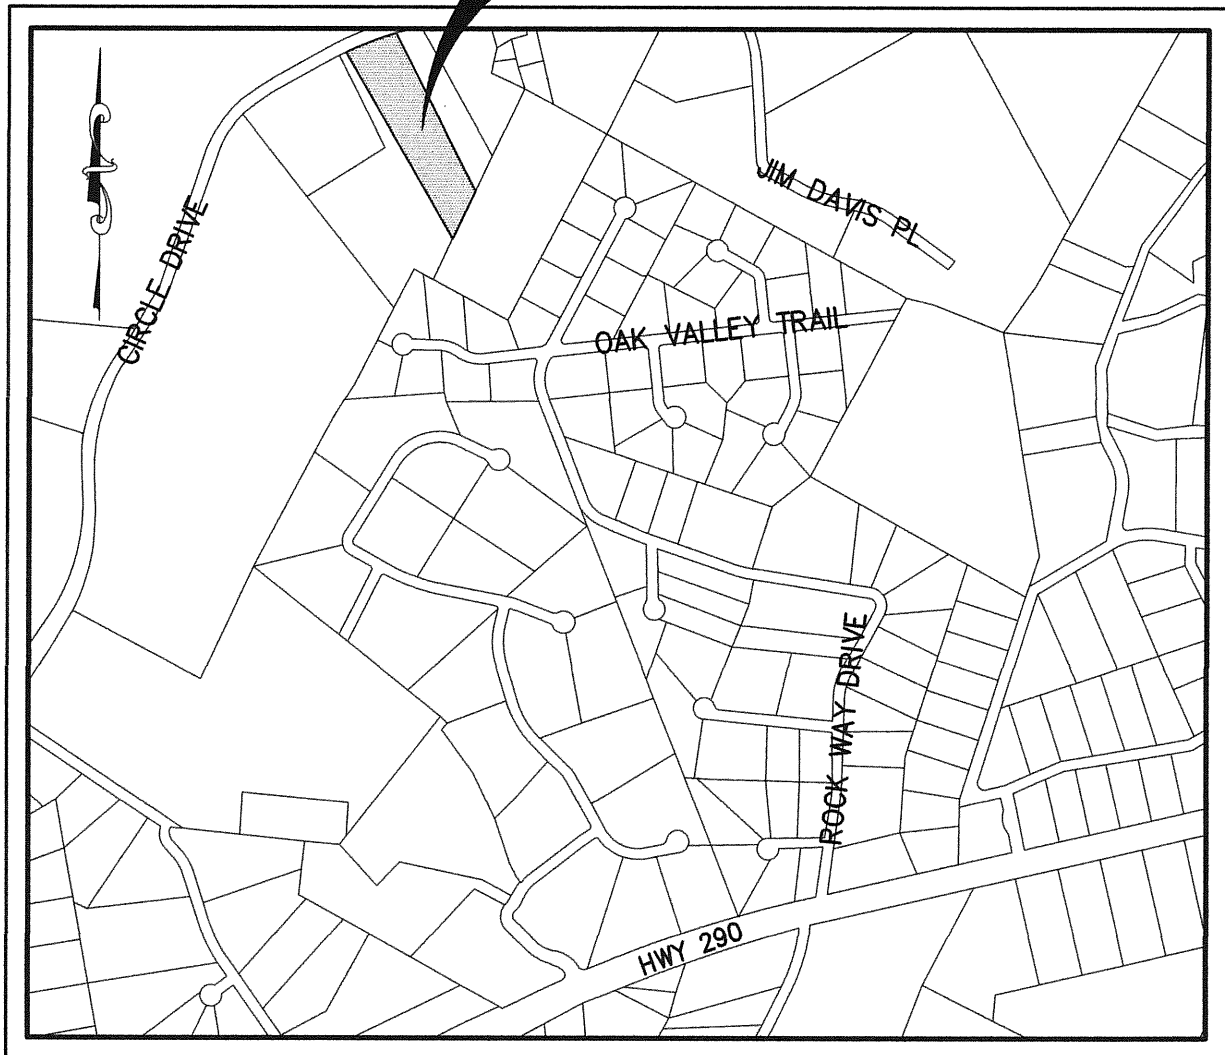 JIM DAVIS PL
CIRCLE DRIVE
OAK VALLEY TRAIL
ROCK WAY DRIVE
HWY 290